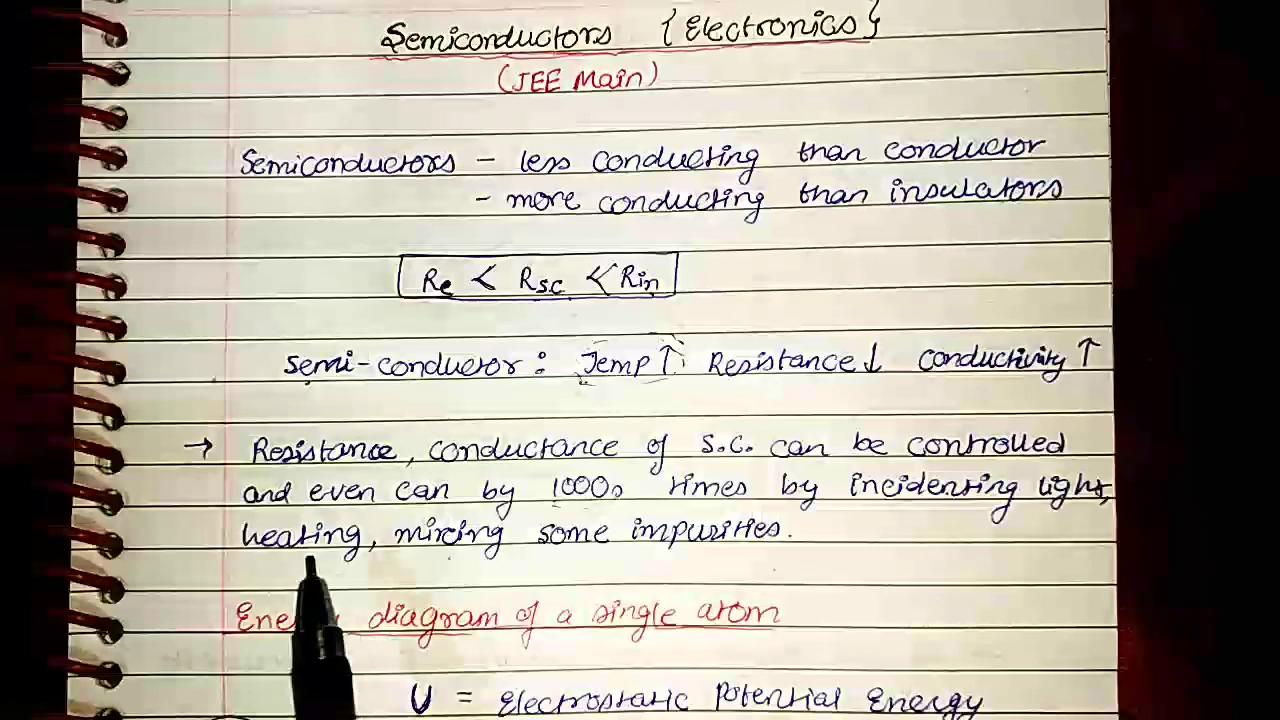 Semiconductors {Electronics}
(JEE Main)
Semiconductors - less conducting than conductor
- more conducting than insulators
Rc < Rsc < Rin
Semi-conductor : Temp ↑ Resistance ↓ conductivity ↑
→ Resistance, conductance of S.C. can be controlled
and even can by 1000s times by incidenting light,
heating, mixing some impurities.
diagram of a single atom
U = Electrostatic Potential Energy